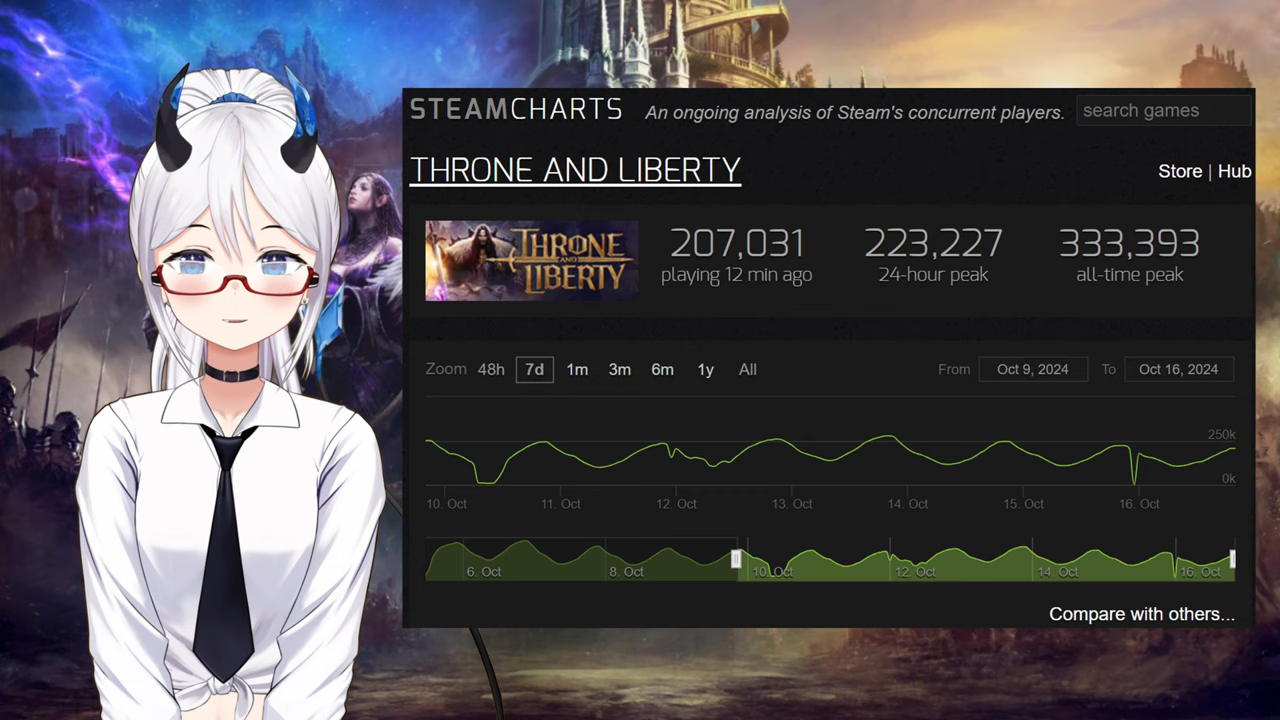 STEAMCHARTS An ongoing analysis of Steam's concurrent players. search games
THRONE AND LIBERTY Store | Hub
THRONE AND LIBERTY
207,031 223,227 333,393
playing 12 min ago 24-hour peak all-time peak
Zoom 48h 7d 1m 3m 6m 1y All From Oct 9, 2024 To Oct 16, 2024
250k
0k
10. Oct 11. Oct 12. Oct 13. Oct 14. Oct 15. Oct 16. Oct
6. Oct 8. Oct 10. Oct 12. Oct 14. Oct 16. Oct
Compare with others...